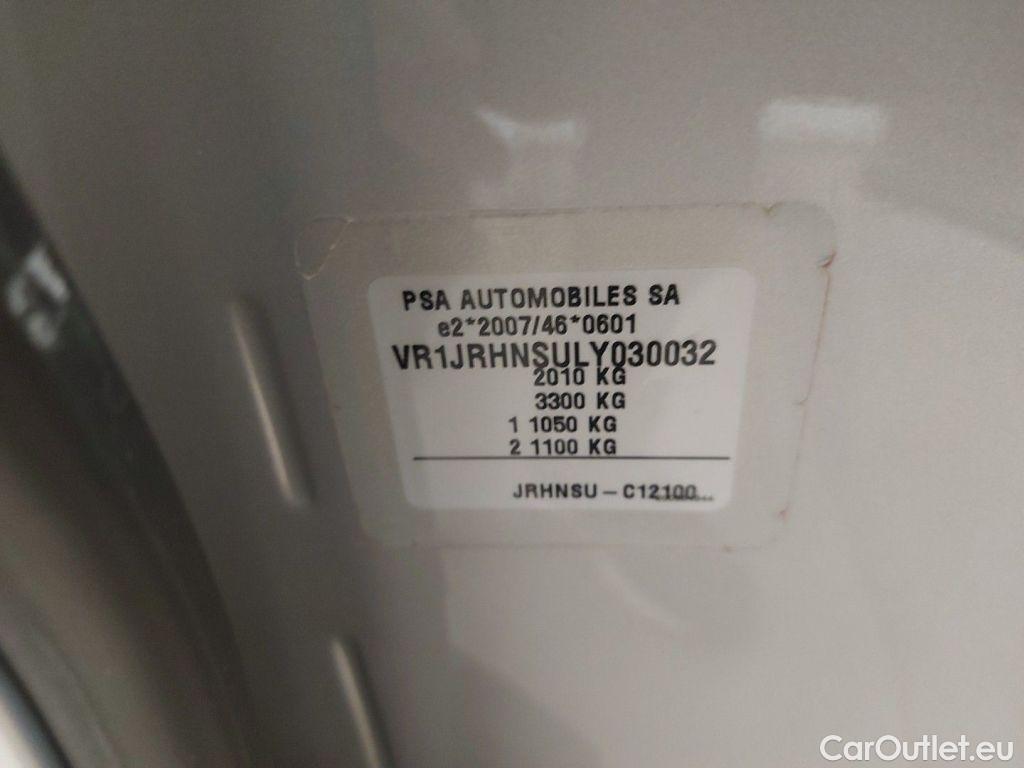 PSA AUTOMOBILES SA
e2*2007/46*0601
VR1JRHNSULY030032
2010 KG
3300 KG
1 1050 KG
2 1100 KG
JRHNSU - C12100
CarOutlet.eu